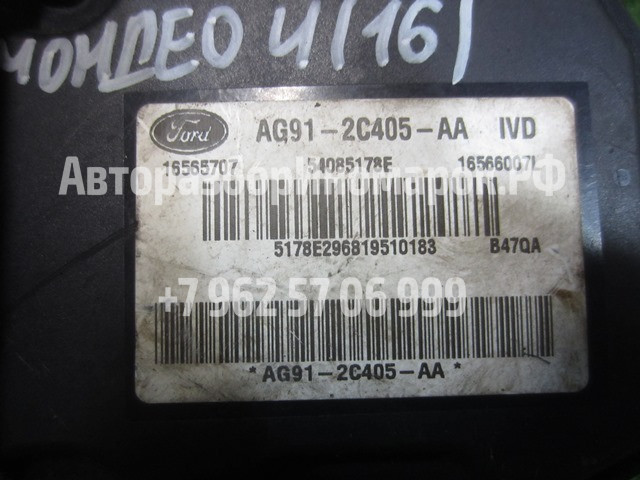 МОНДЕО 4 (16)
Ford AG91-2C405-AA IVD
16565707 54085178E 16566007L
АвторазборИномарок.РФ
5178E296819510183 B47QA
+7 962 57 06 999
*AG91-2C405-AA*